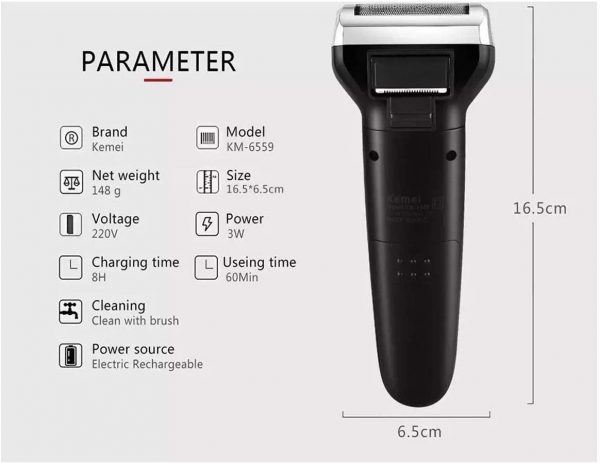 PARAMETER
Brand
Kemei
Model
KM-6559
Net weight
148 g
Size
16.5*6.5cm
Voltage
220V
Power
3W
Charging time
8H
Useing time
60Min
Cleaning
Clean with brush
Power source
Electric Rechargeable
R
Kemei
16.5cm
6.5cm